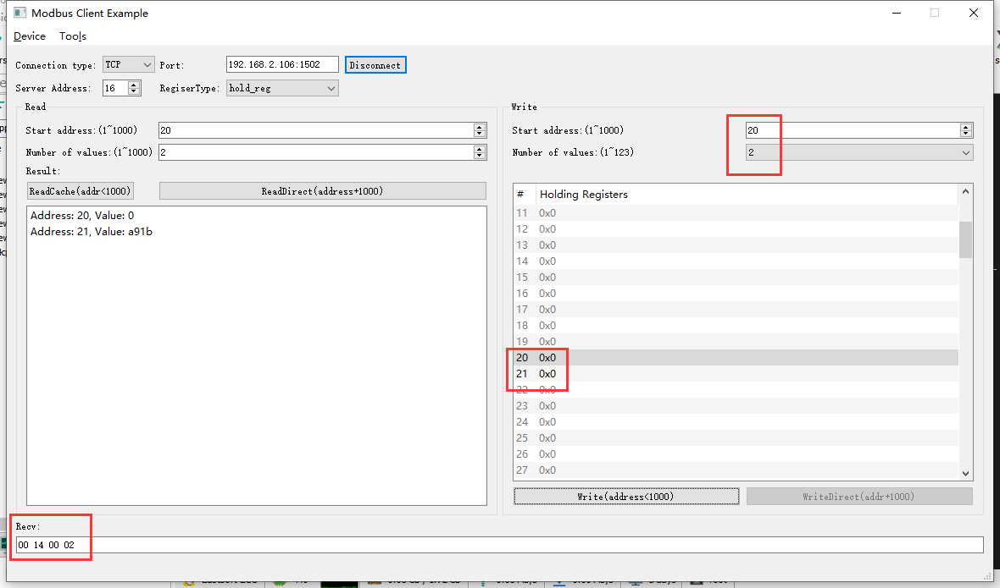 Modbus Client Example
Device Tools
Connection type: TCP Port: 192.168.2.106:1502 Disconnect
Server Address: 16 RegiserType: hold_reg
Read
Start address:(1~1000) 20
Number of values:(1~1000) 2
Result:
ReadCache(addr<1000) ReadDirect(address+1000)
Address: 20, Value: 0
Address: 21, Value: a91b
Write
Start address:(1~1000) 20
Number of values:(1~123) 2
# Holding Registers
11 0x0
12 0x0
13 0x0
14 0x0
15 0x0
16 0x0
17 0x0
18 0x0
19 0x0
20 0x0
21 0x0
22 0x0
23 0x0
24 0x0
25 0x0
26 0x0
27 0x0
Write(address<1000) WriteDirect(addr+1000)
Recv:
00 14 00 02